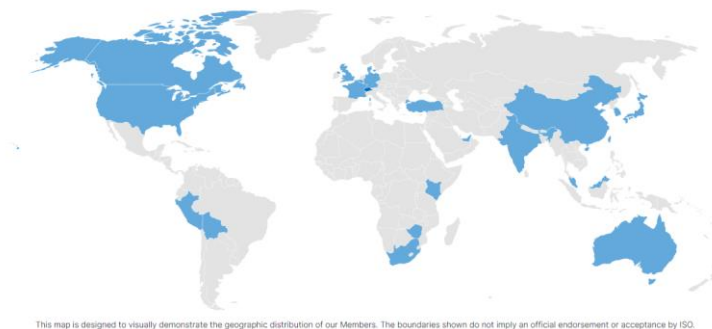 This map is designed to visually demonstrate the geographic distribution of our Members. The boundaries shown do not imply an official endorsement or acceptance by ISO.